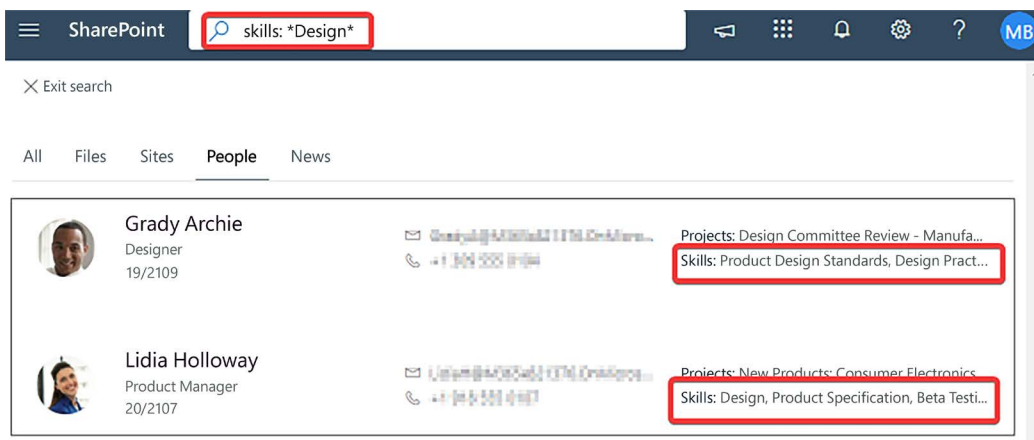 SharePoint
skills: *Design*
?
MB
Exit search
All Files Sites People News
Grady Archie
Designer
19/2109
Projects: Design Committee Review - Manufa...
Skills: Product Design Standards, Design Pract...
Lidia Holloway
Product Manager
20/2107
Projects: New Products: Consumer Electronics
Skills: Design, Product Specification, Beta Testi...